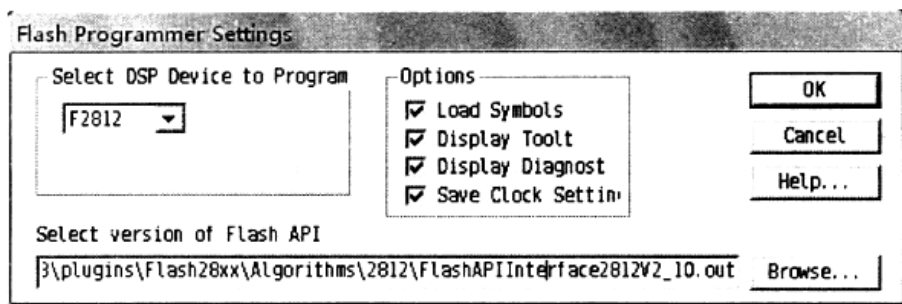 Flash Programmer Settings
Select DSP Device to Program
F2812
Options
Load Symbols
Display Toolt
Display Diagnost
Save Clock Settin
OK
Cancel
Help...
Select version of Flash API
3\plugins\Flash28xx\Algorithms\2812\FlashAPIInterface2812V2_10.out
Browse...